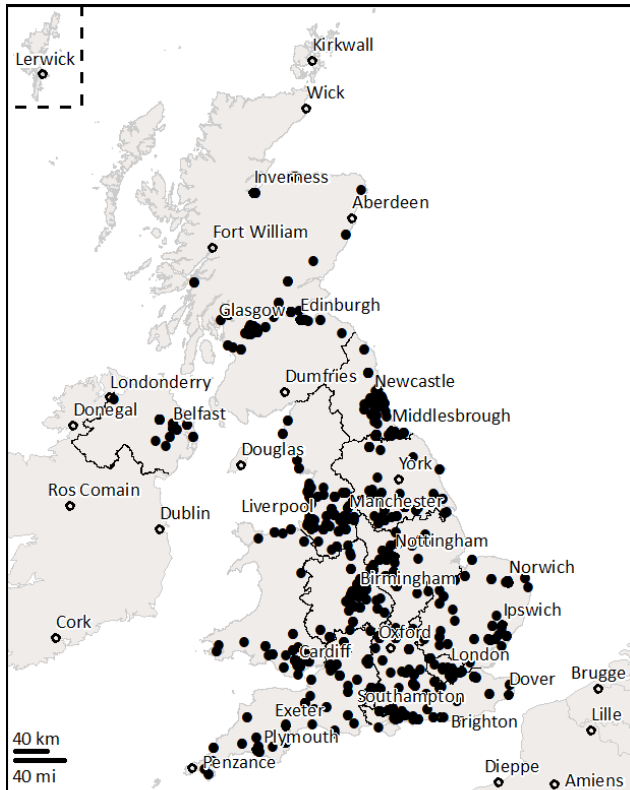 Kirkwall
Lerwick
Wick
Inverness
Aberdeen
Fort William
Glasgow
Edinburgh
Londonderry
Dumfries
Newcastle
Donegal
Belfast
Middlesbrough
Douglas
York
Ros Comain
Liverpool
Manchester
Dublin
Nottingham
Norwich
Birmingham
Ipswich
Cork
Oxford
Cardiff
London
Dover
Brugge
Southampton
Exeter
Brighton
Lille
Plymouth
40 km
Penzance
40 mi
Dieppe
Amiens